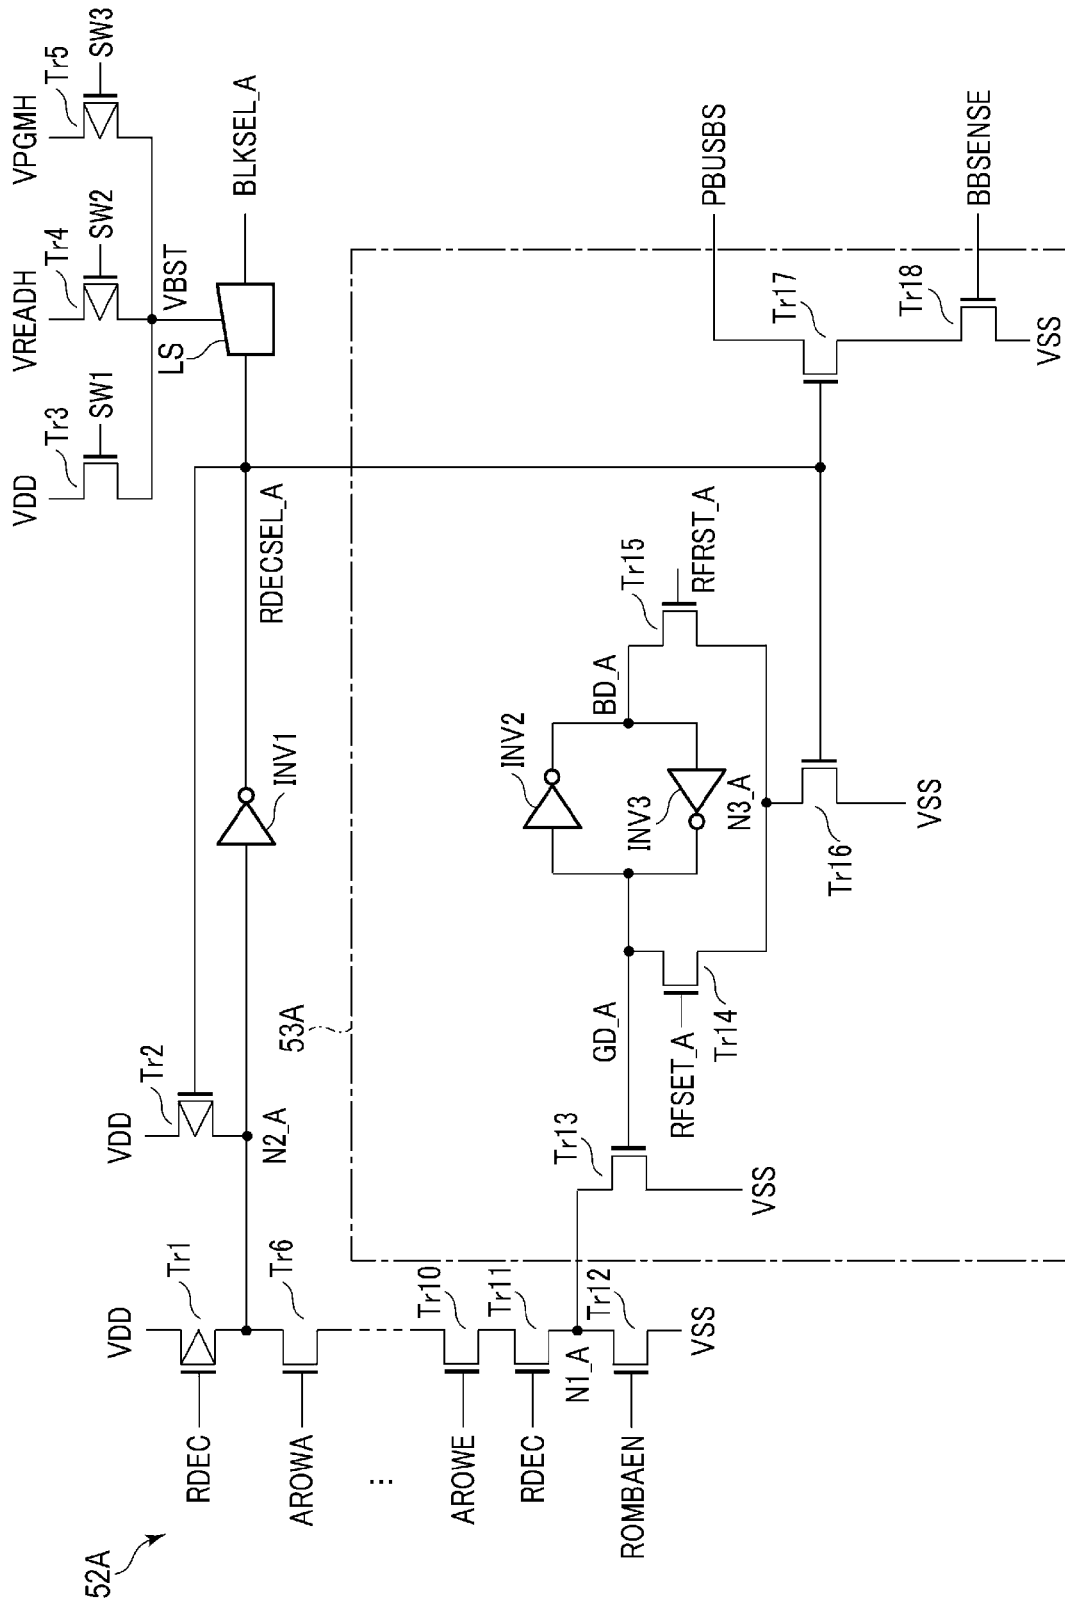 52A
RDEC
AROWA
...
AROWE
RDEC
ROMBAEN
VDD
Tr1
Tr6
Tr10
Tr11
N1_A
Tr12
VSS
VDD
Tr2
N2_A
INV1
RDECSEL_A
VDD
Tr3
SW1
VREADH
Tr4
SW2
VPGMH
Tr5
SW3
VBST
LS
BLKSEL_A
53A
Tr13
VSS
GD_A
RFSET_A
Tr14
INV2
INV3
BD_A
Tr15
RFRST_A
N3_A
Tr16
VSS
PBUSBS
Tr17
Tr18
VSS
BBSENSE